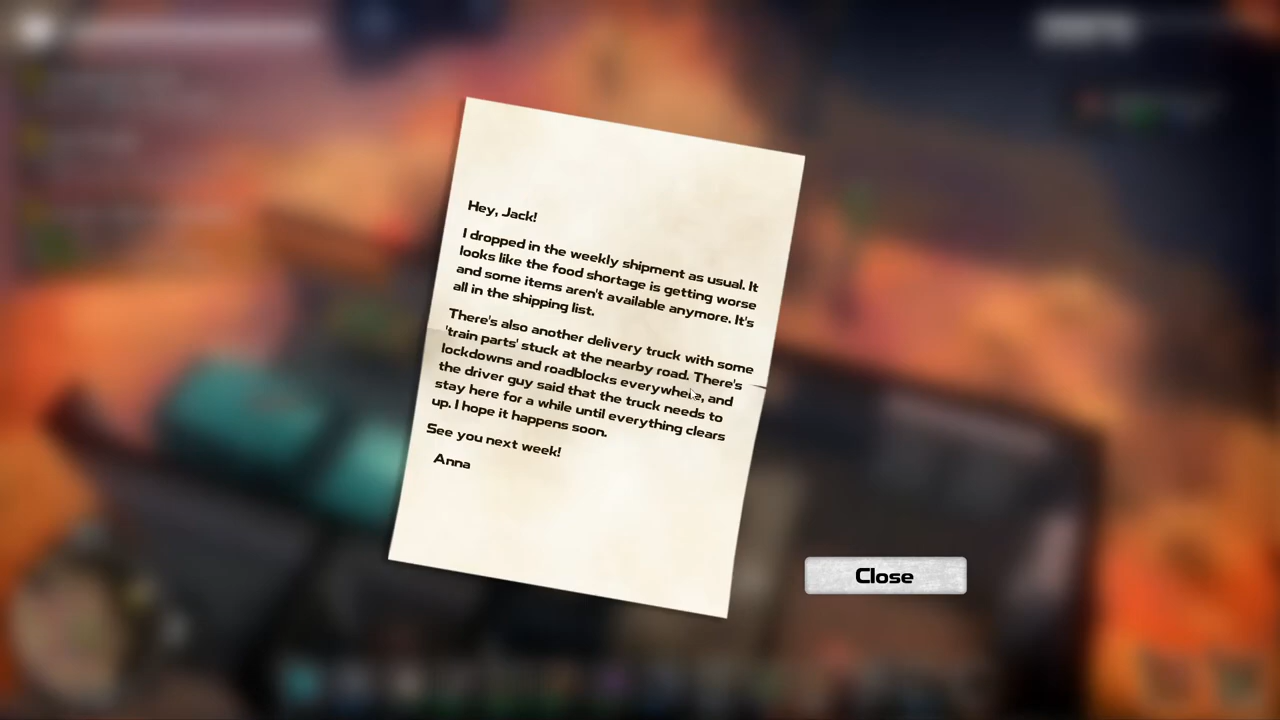 Hey, Jack!
I dropped in the weekly shipment as usual. It
looks like the food shortage is getting worse
and some items aren't available anymore. It's
all in the shipping list.
There's also another delivery truck with some
'train parts' stuck at the nearby road. There's
lockdowns and roadblocks everywhere, and
the driver guy said that the truck needs to
stay here for a while until everything clears
up. I hope it happens soon.
See you next week!
Anna
Close